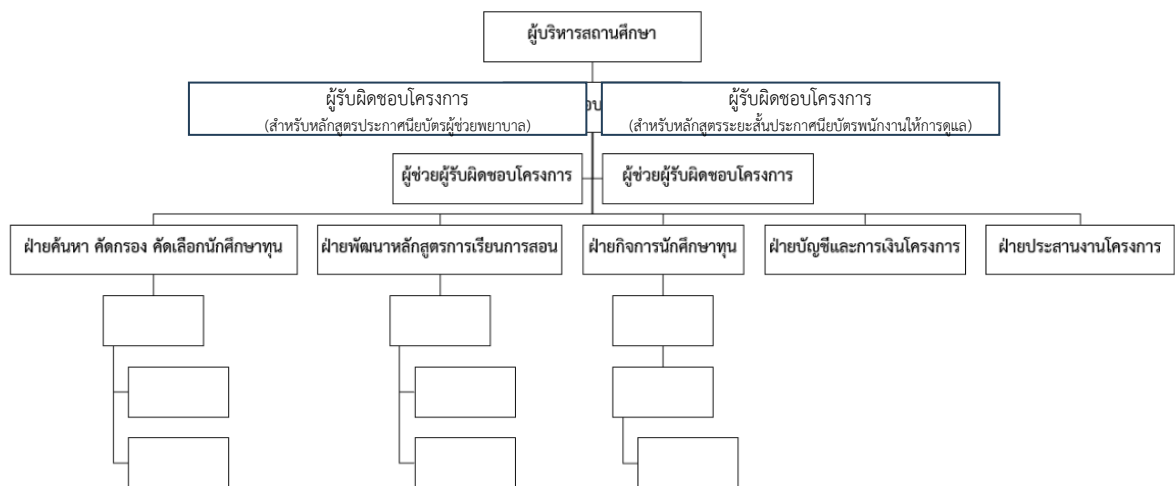 ผู้บริหารสถานศึกษา
ผู้รับผิดชอบโครงการ
(สำหรับหลักสูตรประกาศนียบัตรผู้ช่วยพยาบาล)
ผู้รับผิดชอบโครงการ
(สำหรับหลักสูตรระยะสั้นประกาศนียบัตรพนักงานให้การดูแล)
ผู้ช่วยผู้รับผิดชอบโครงการ
ผู้ช่วยผู้รับผิดชอบโครงการ
ฝ่ายค้นหา คัดกรอง คัดเลือกนักศึกษาทุน
ฝ่ายพัฒนาหลักสูตรการเรียนการสอน
ฝ่ายกิจการนักศึกษาทุน
ฝ่ายบัญชีและการเงินโครงการ
ฝ่ายประสานงานโครงการ